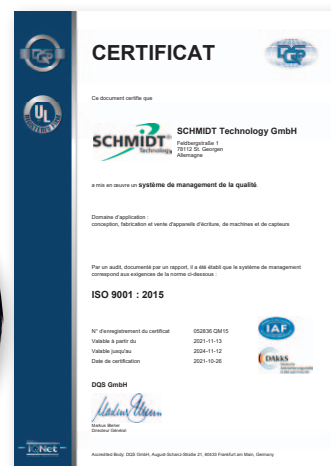 DQS
CERTIFICAT
DQS
UL
REGISTERED FIRM
Ce document certifie que
SCHMIDT
Technology
SCHMIDT Technology GmbH
Feldbergstraße 1
78112 St. Georgen
Allemagne
a mis en œuvre un système de management de la qualité.
Domaine d'application :
conception, fabrication et vente d'appareils d'écriture, de machines et de capteurs
Par un audit, documenté par un rapport, il a été établi que le système de management
correspond aux exigences de la norme ci-dessous :
ISO 9001 : 2015
N° d'enregistrement du certificat 052836 QM15
Valable à partir du 2021-11-13
Valable jusqu'au 2024-11-12
Date de certification 2021-10-26
IAF
DAkkS
DQS GmbH
Markus Bleher
Directeur Général
IQNet
Accredited Body: DQS GmbH, August-Schanz-Straße 21, 60433 Frankfurt am Main, Germany